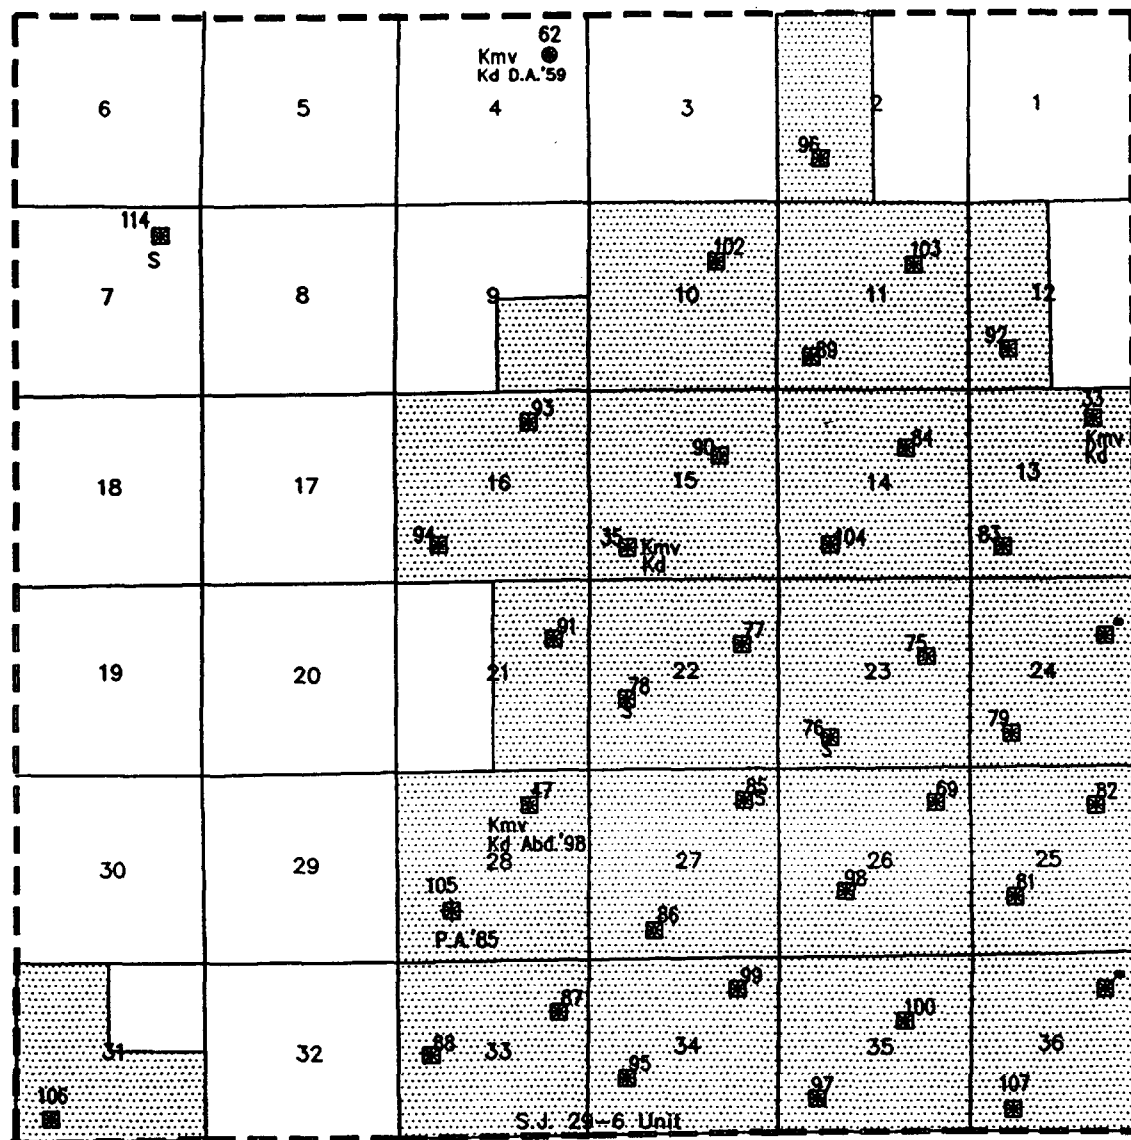 62
Kmv
Kd D.A.'59
6 5 4 3 2 1
96
114
S
102 103
7 8 9 10 11 12
89 92
93 90 84 33
Kmv
Kd
18 17 16 15 14 13
94 35 104 83
Kmv
Kd
91 77 75 *
19 20 21 22 23 24
78
S
76
S
79
47 85 69 82
S
Kmv
Kd Abd.'98
30 29 28 27 26 25
105
98 81
86
P.A.'85
87 99 100 *
31 32 33 34 35 36
88 95 97 107
106
S.J. 29-6 Unit